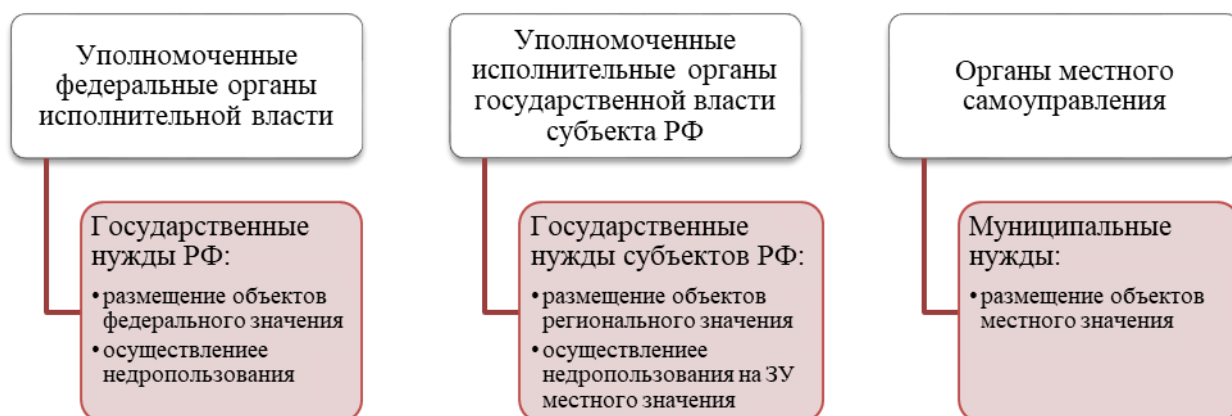 Уполномоченные
федеральные органы
исполнительной власти
Государственные
нужды РФ:
•размещение объектов
федерального значения
•осуществлениее
недропользования
Уполномоченные
исполнительные органы
государственной власти
субъекта РФ
Государственные
нужды субъектов РФ:
•размещение объектов
регионального значения
•осуществлениее
недропользования на ЗУ
местного значения
Органы местного
самоуправления
Муниципальные
нужды:
•размещение объектов
местного значения